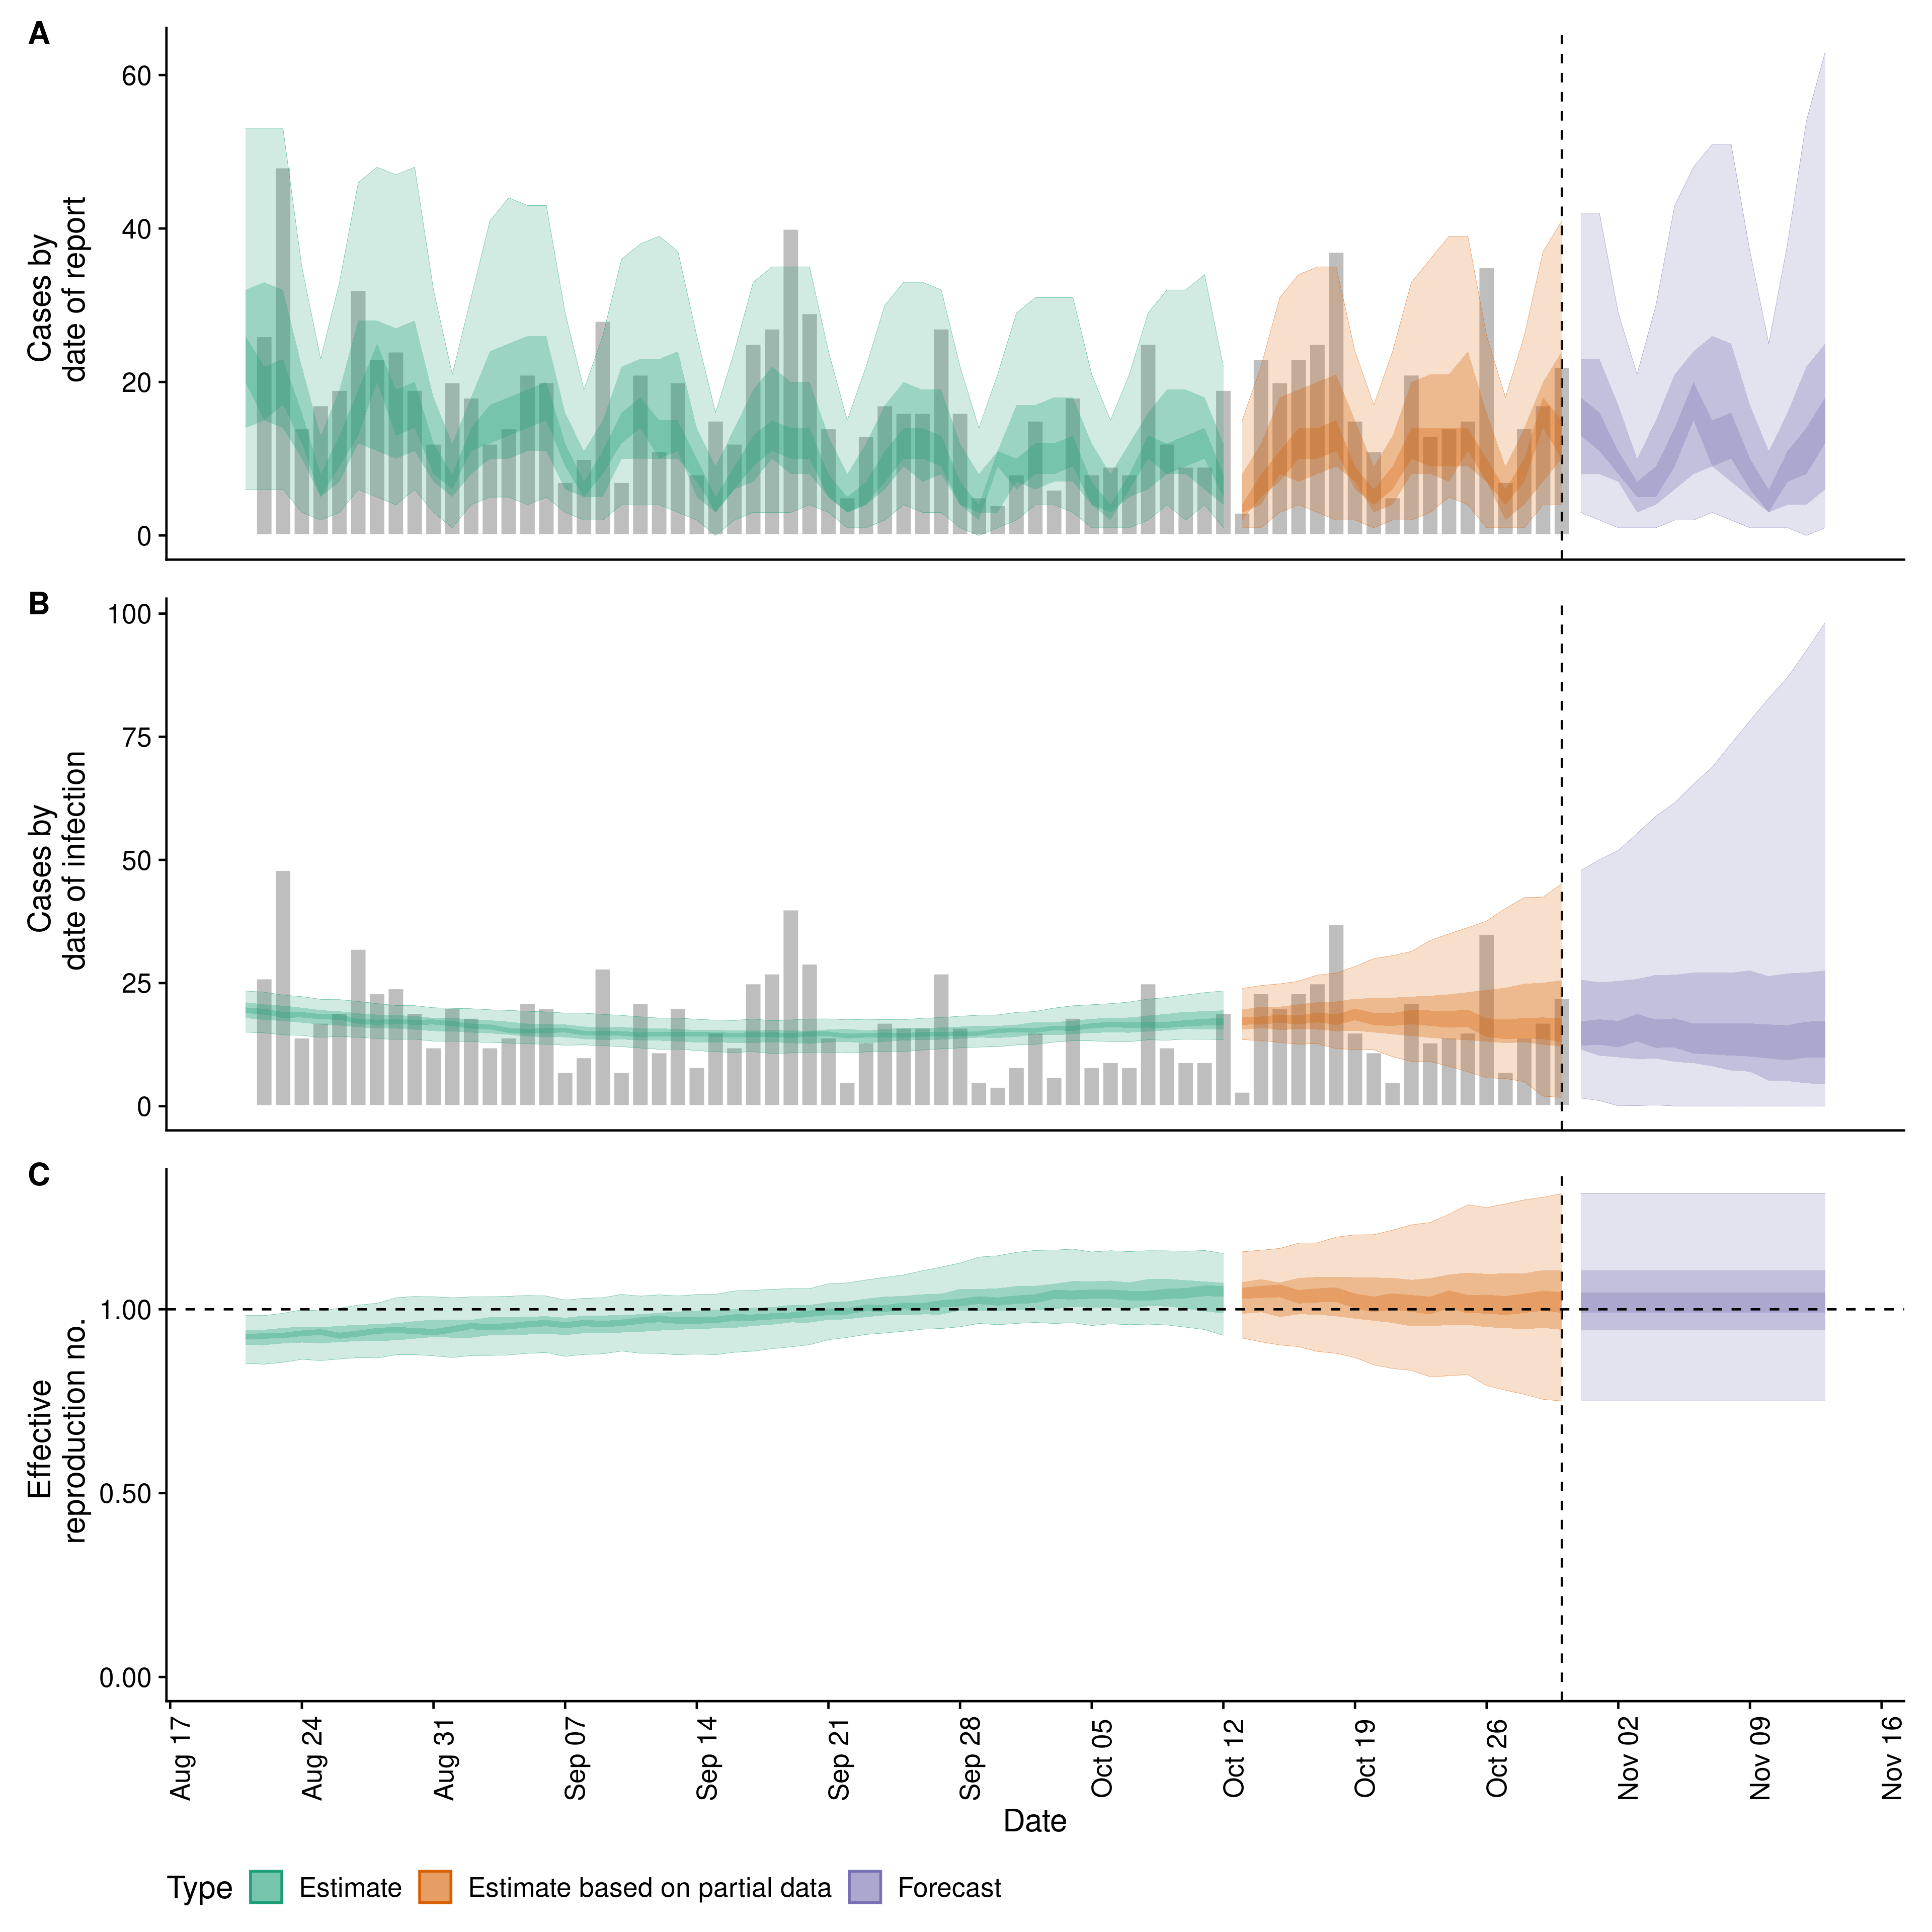 A
Cases by
date of report
60
40
20
0
B
Cases by
date of infection
100
75
50
25
0
C
Effective
reproduction no.
1.00
0.50
0.00
Aug 17
Aug 24
Aug 31
Sep 07
Sep 14
Sep 21
Sep 28
Oct 05
Oct 12
Oct 19
Oct 26
Nov 02
Nov 09
Nov 16
Date
Type Estimate Estimate based on partial data Forecast